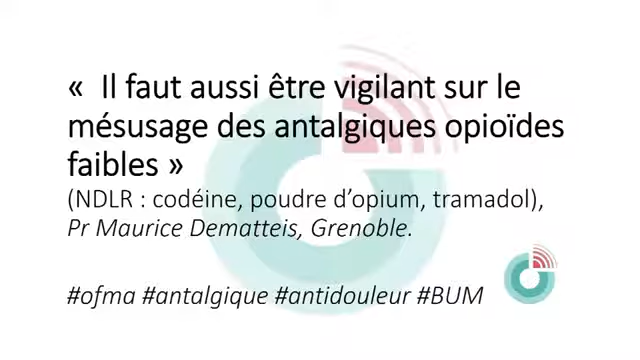 «  Il faut aussi être vigilant sur le
mésusage des antalgiques opioïdes
faibles »
(NDLR : codéine, poudre d’opium, tramadol),
Pr Maurice Dematteis, Grenoble.
#ofma #antalgique #antidouleur #BUM